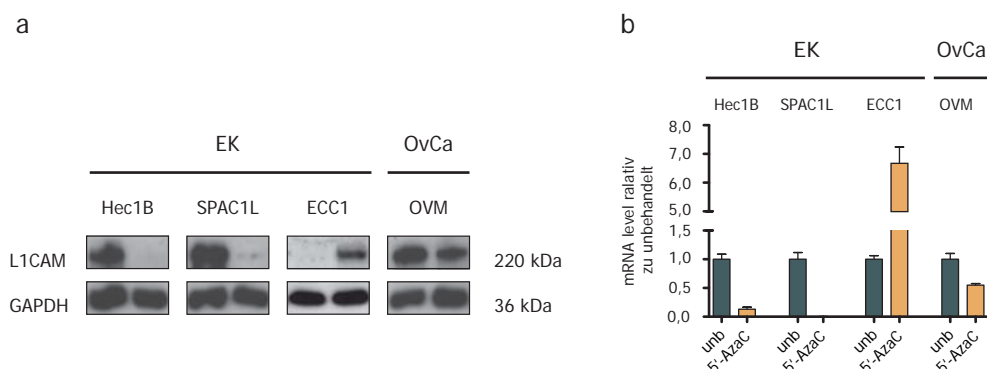 a
EK OvCa
Hec1B SPAC1L ECC1 OVM
L1CAM 220 kDa
GAPDH 36 kDa
b
EK OvCa
Hec1B SPAC1L ECC1 OVM
mRNA level ralativ
zu unbehandelt
8,0
7,0
6,0
5,0
1,5
1,0
0,5
0,0
unb 5'-AzaC unb 5'-AzaC unb 5'-AzaC unb 5'-AzaC